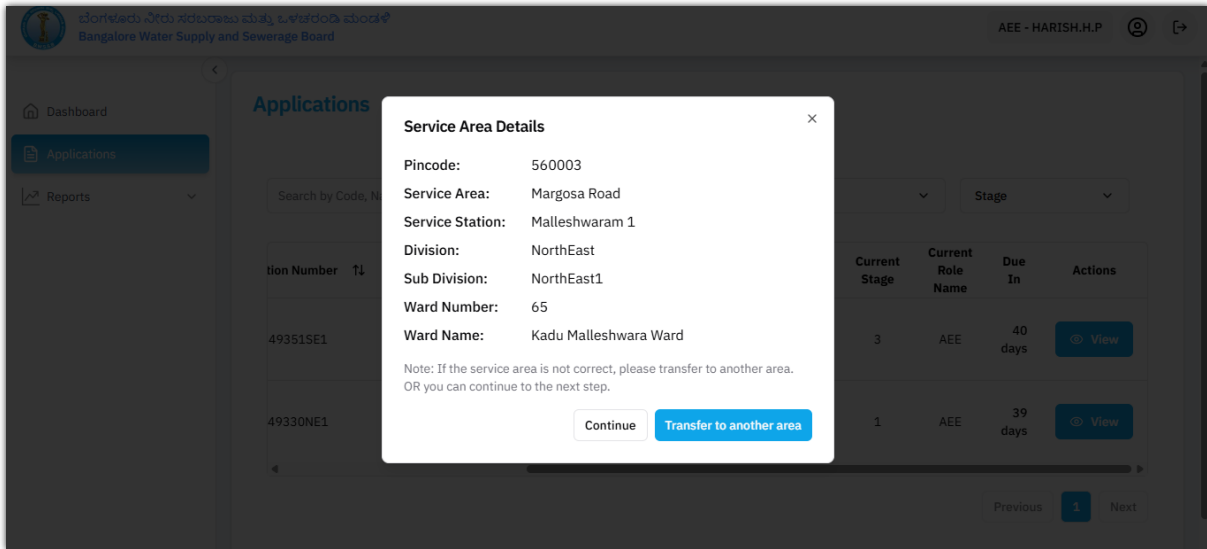 ಬೆಂಗಳೂರು ನೀರು ಸರಬರಾಜು ಮತ್ತು ಒಳಚರಂಡಿ ಮಂಡಳಿ
Bangalore Water Supply and Sewerage Board
AEE - HARISH.H.P
Dashboard
Applications
Reports
Applications
Search by Code, Na
Stage
tion Number
Current Stage
Current Role Name
Due In
Actions
49351SE1
3
AEE
40 days
View
49330NE1
1
AEE
39 days
View
Previous
1
Next
Service Area Details
Pincode: 560003
Service Area: Margosa Road
Service Station: Malleshwaram 1
Division: NorthEast
Sub Division: NorthEast1
Ward Number: 65
Ward Name: Kadu Malleshwara Ward
Note: If the service area is not correct, please transfer to another area.
OR you can continue to the next step.
Continue
Transfer to another area